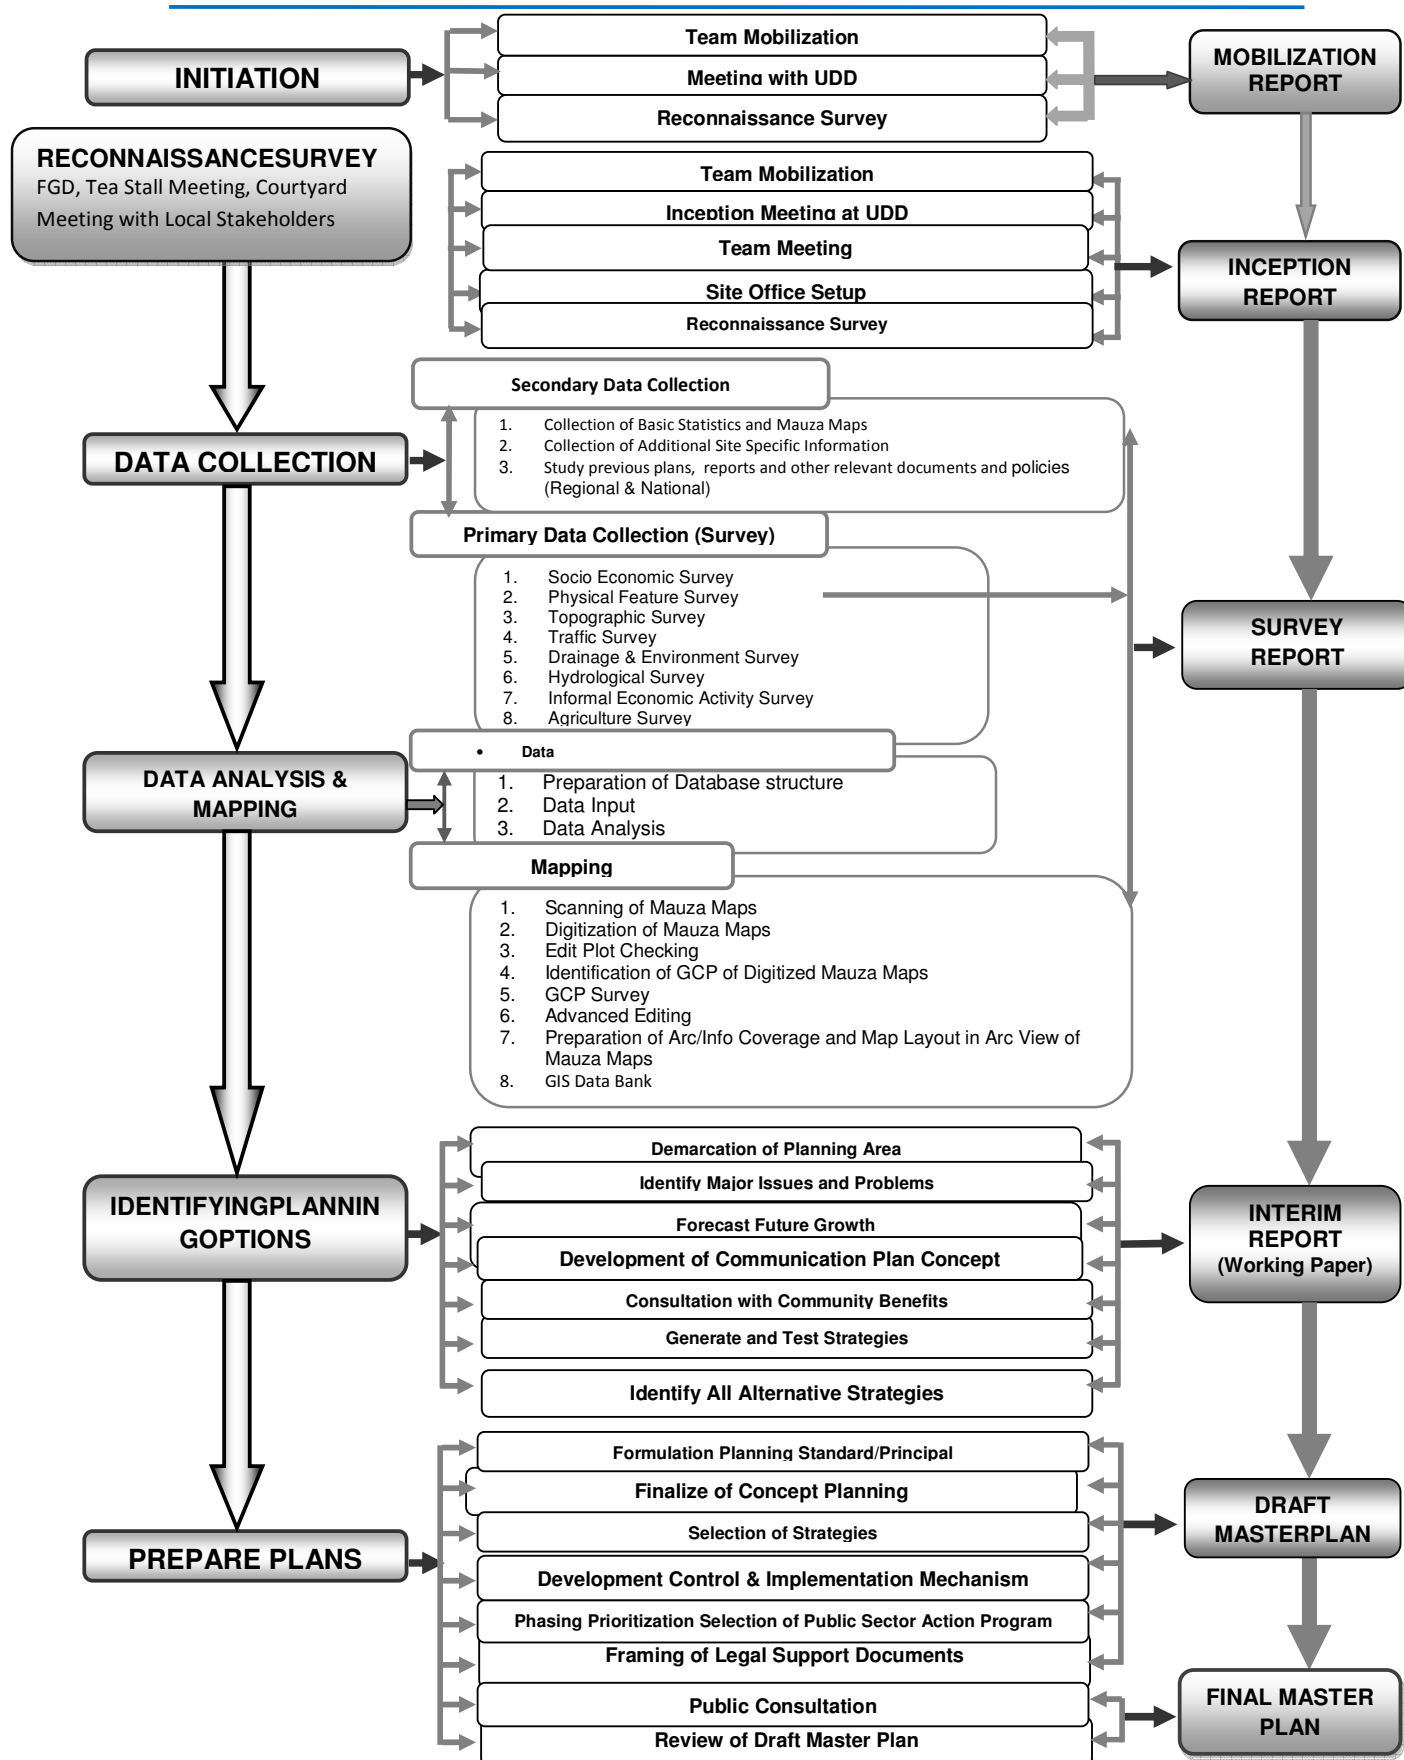 INITIATION
Team Mobilization
Meeting with UDD
Reconnaissance Survey
MOBILIZATION
REPORT
RECONNAISSANCESURVEY
FGD, Tea Stall Meeting, Courtyard
Meeting with Local Stakeholders
Team Mobilization
Inception Meeting at UDD
Team Meeting
Site Office Setup
Reconnaissance Survey
INCEPTION
REPORT
DATA COLLECTION
Secondary Data Collection
1. Collection of Basic Statistics and Mauza Maps
2. Collection of Additional Site Specific Information
3. Study previous plans, reports and other relevant documents and policies
(Regional & National)
Primary Data Collection (Survey)
1. Socio Economic Survey
2. Physical Feature Survey
3. Topographic Survey
4. Traffic Survey
5. Drainage & Environment Survey
6. Hydrological Survey
7. Informal Economic Activity Survey
8. Agriculture Survey
SURVEY
REPORT
DATA ANALYSIS &
MAPPING
• Data
1. Preparation of Database structure
2. Data Input
3. Data Analysis
Mapping
1. Scanning of Mauza Maps
2. Digitization of Mauza Maps
3. Edit Plot Checking
4. Identification of GCP of Digitized Mauza Maps
5. GCP Survey
6. Advanced Editing
7. Preparation of Arc/Info Coverage and Map Layout in Arc View of
Mauza Maps
8. GIS Data Bank
IDENTIFYINGPLANNIN
GOPTIONS
Demarcation of Planning Area
Identify Major Issues and Problems
Forecast Future Growth
Development of Communication Plan Concept
Consultation with Community Benefits
Generate and Test Strategies
Identify All Alternative Strategies
INTERIM
REPORT
(Working Paper)
PREPARE PLANS
Formulation Planning Standard/Principal
Finalize of Concept Planning
Selection of Strategies
Development Control & Implementation Mechanism
Phasing Prioritization Selection of Public Sector Action Program
Framing of Legal Support Documents
Public Consultation
Review of Draft Master Plan
DRAFT
MASTERPLAN
FINAL MASTER
PLAN